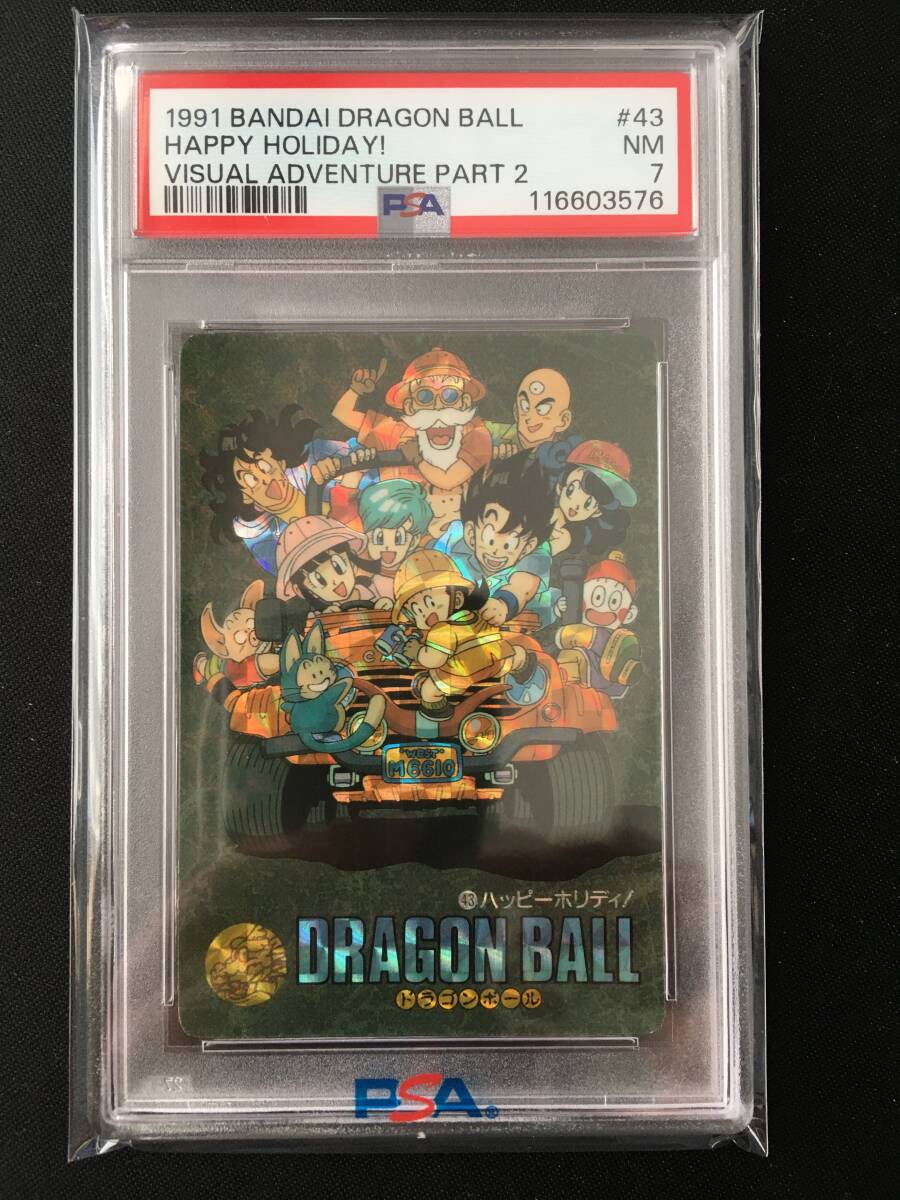 1991 BANDAI DRAGON BALL #43
HAPPY HOLIDAY! NM
VISUAL ADVENTURE PART 2 7
PSA 116603576
"WEST"
M6610
43 ハッピーホリディ!
DRAGON BALL
ドラゴンボール
PSA®